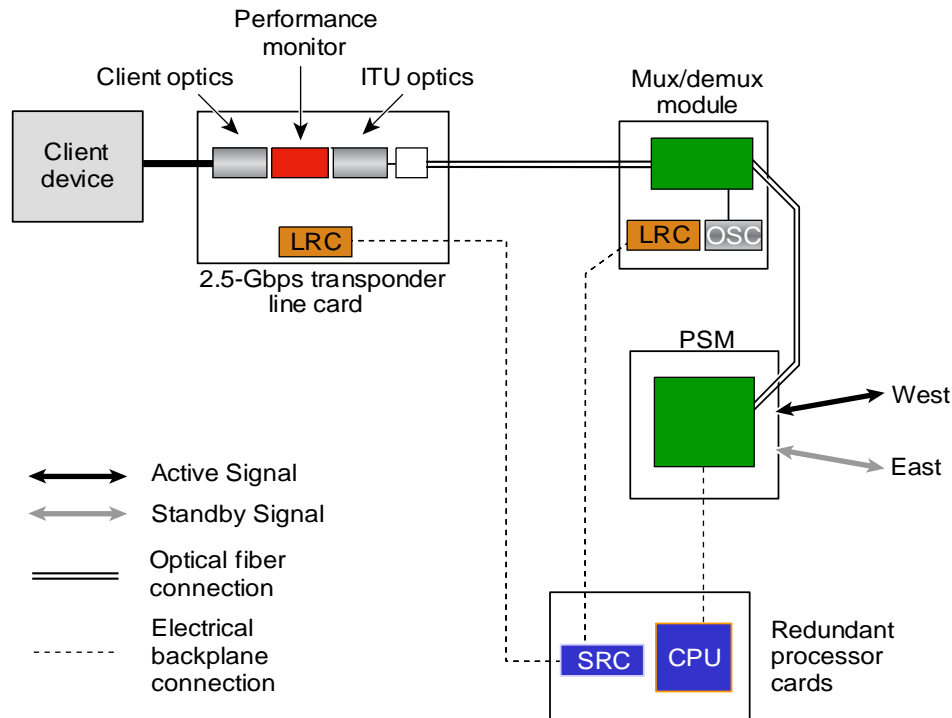 Performance
monitor
Client optics
ITU optics
Mux/demux
module
Client
device
LRC
LRC
OSC
2.5-Gbps transponder
line card
PSM
West
East
Active Signal
Standby Signal
Optical fiber
connection
Electrical
backplane
connection
SRC
CPU
Redundant
processor
cards